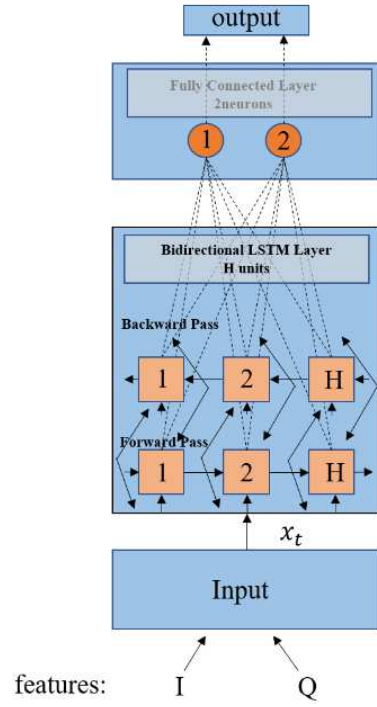 output
Fully Connected Layer
2neurons
1 2
Bidirectional LSTM Layer
H units
Backward Pass
1 2 H
Forward Pass
1 2 H
x_t
Input
features: I Q